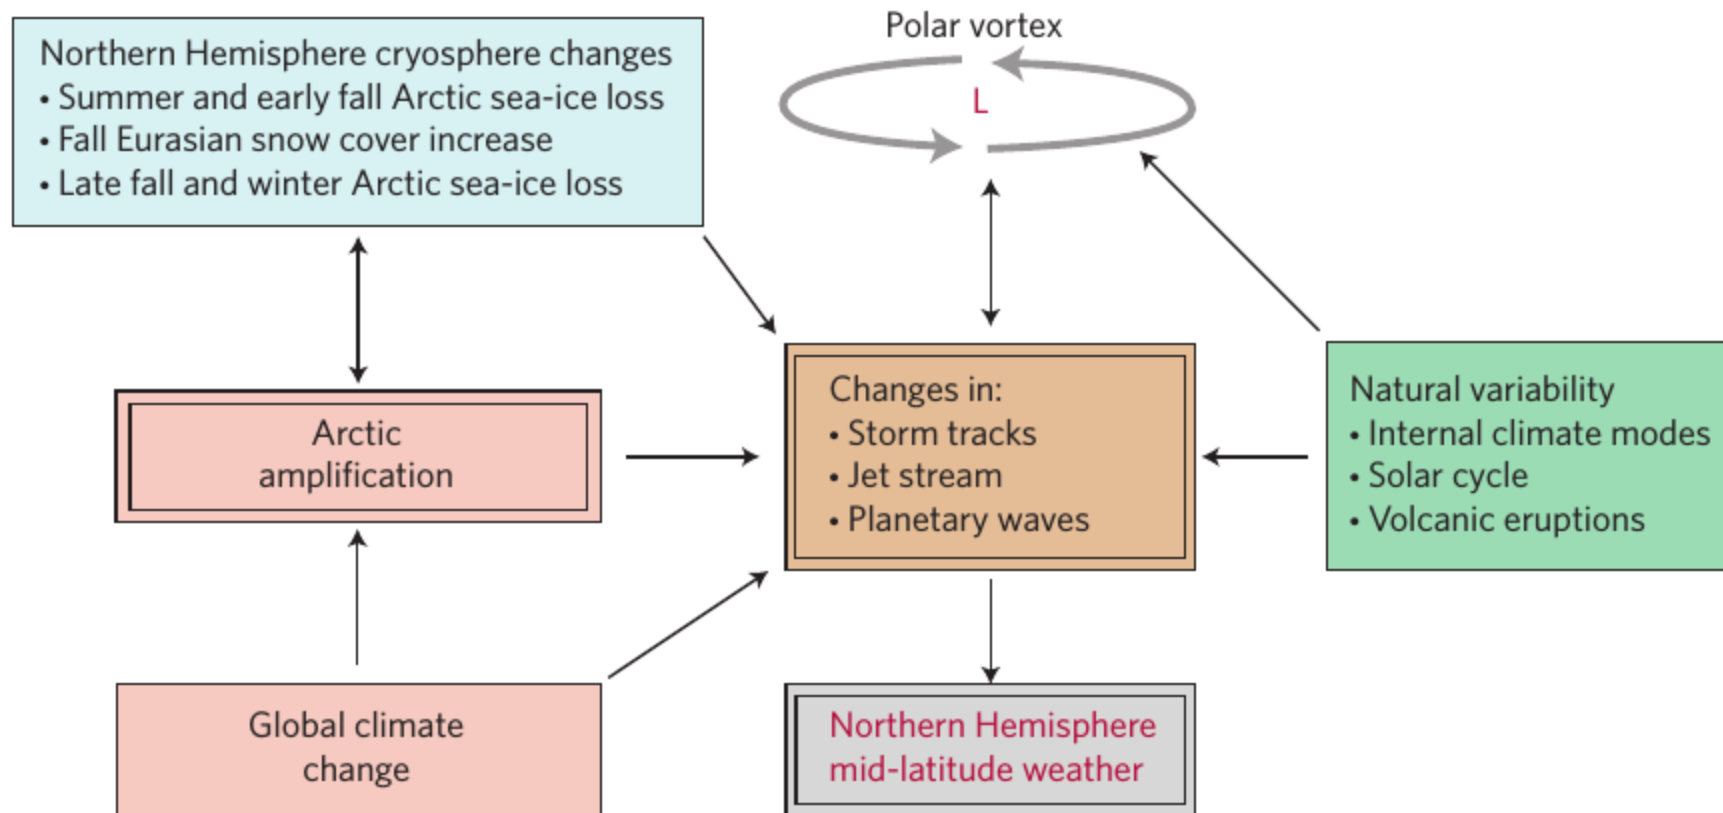 Northern Hemisphere cryosphere changes
• Summer and early fall Arctic sea-ice loss
• Fall Eurasian snow cover increase
• Late fall and winter Arctic sea-ice loss
Polar vortex
L
Arctic
amplification
Changes in:
• Storm tracks
• Jet stream
• Planetary waves
Natural variability
• Internal climate modes
• Solar cycle
• Volcanic eruptions
Global climate
change
Northern Hemisphere
mid-latitude weather